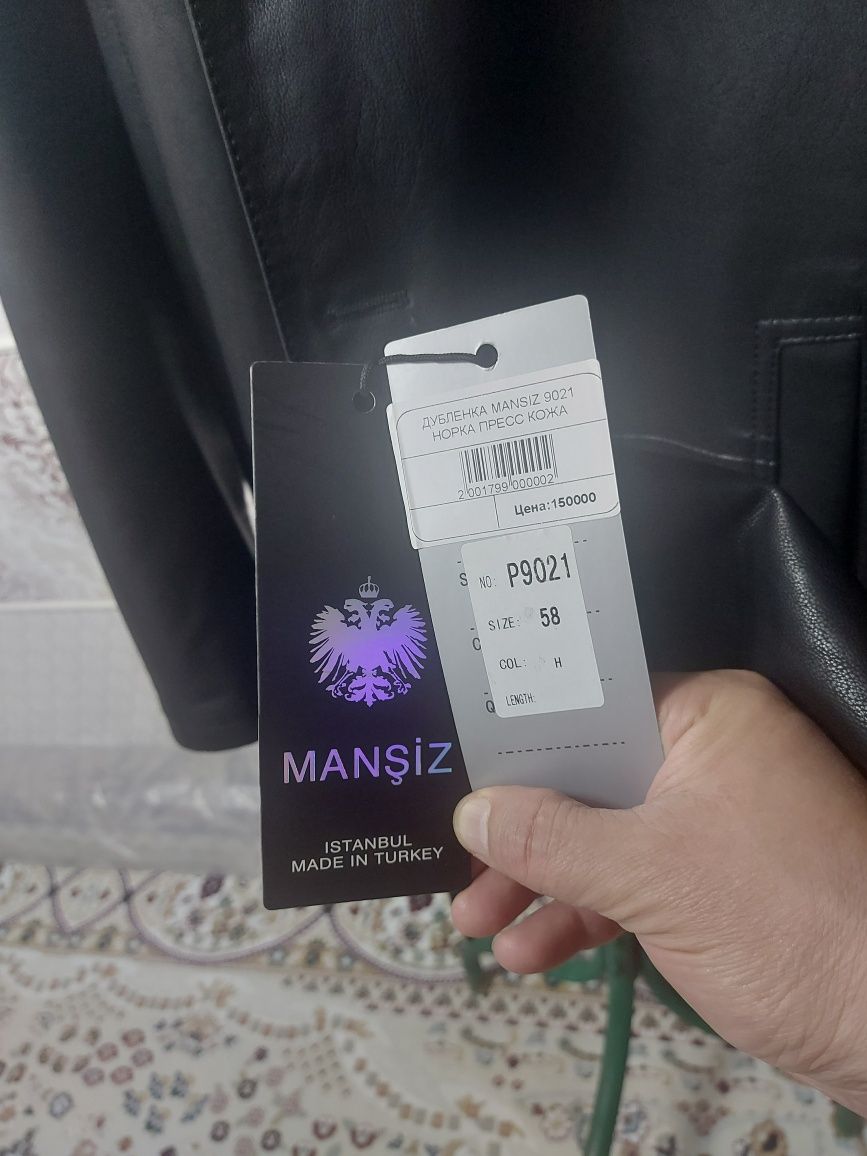 MANŞİZ
ISTANBUL
MADE IN TURKEY
ДУБЛЕНКА MANSIZ 9021
НОРКА ПРЕСС КОЖА
2 001799 000002
Цена:150000
NO: P9021
SIZE: 58
COL: H
LENGTH:
S
C
Q